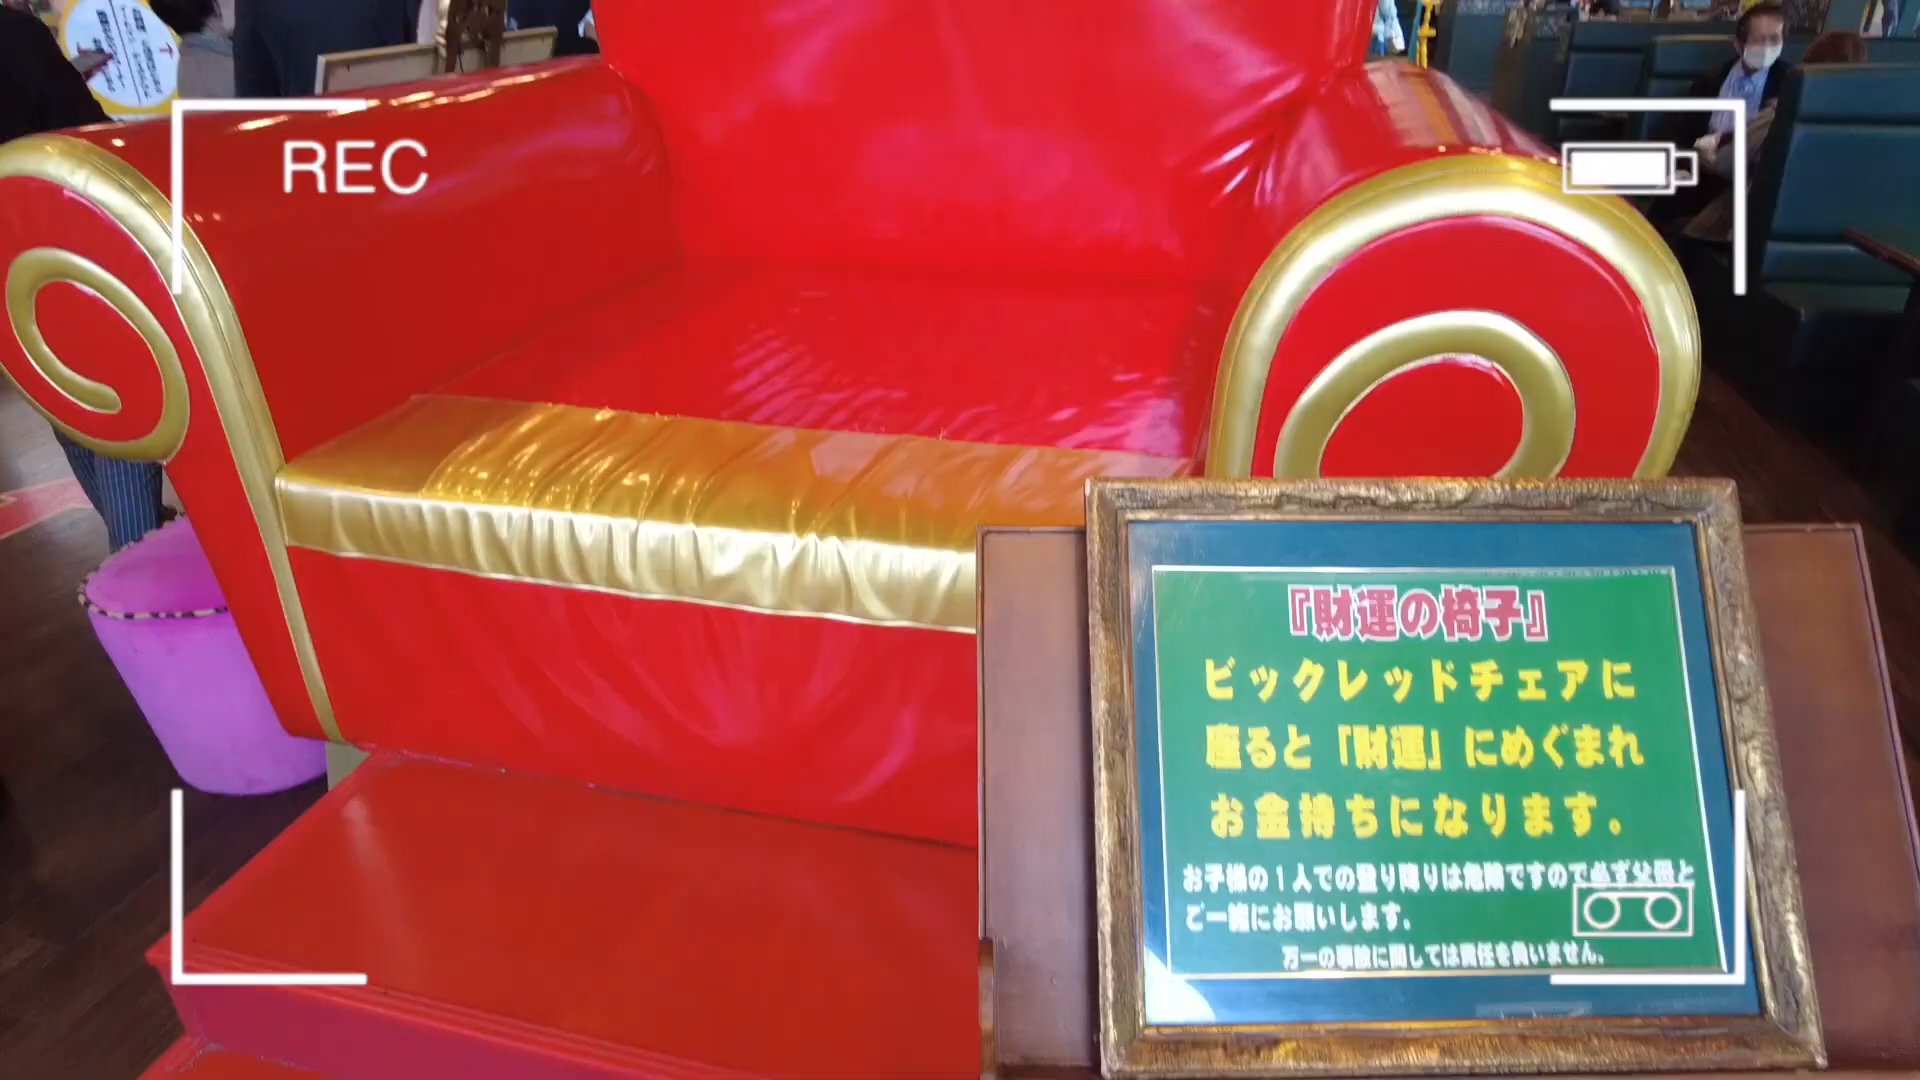 REC
『財運の椅子』
ビックレッドチェアに
座ると「財運」にめぐまれ
お金持ちになります。
お子様の1人での登り降りは危険ですので必ず父母と
ご一緒にお願いします。
万一の事故に関しては責任を負いません。